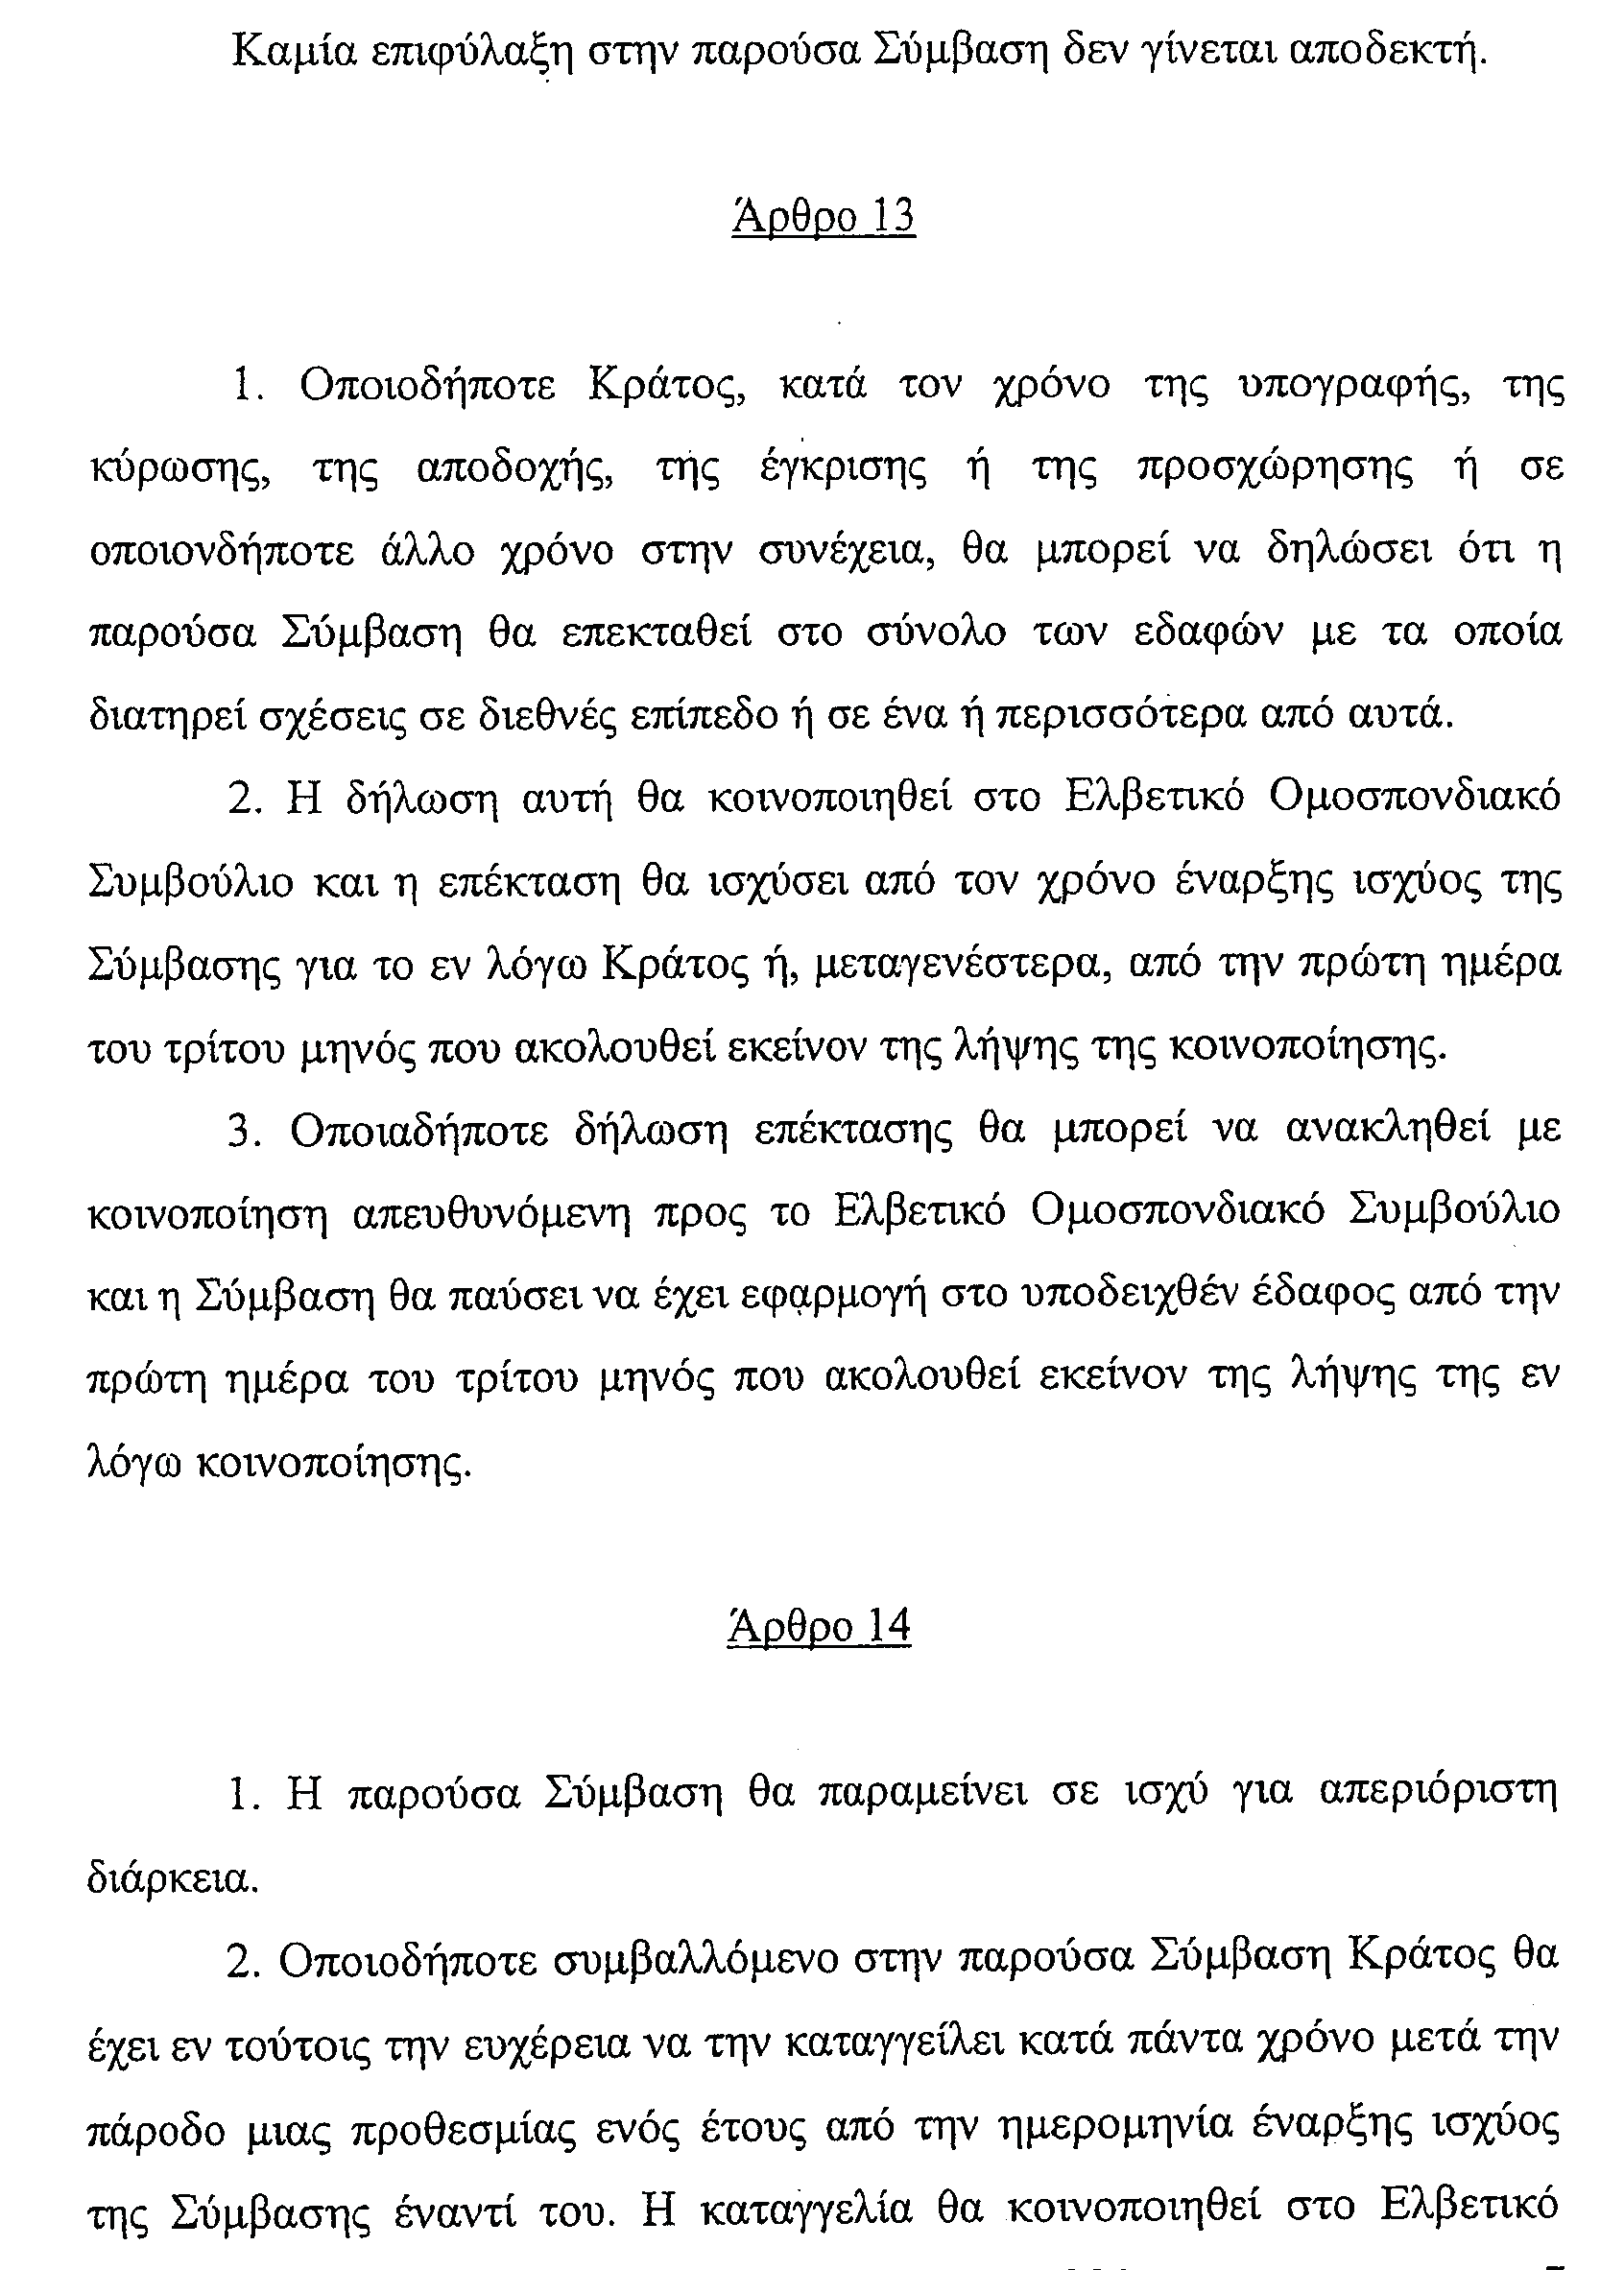 Καμία επιφύλαξη στην παρούσα Σύμβαση δεν γίνεται αποδεκτή.
Άρθρο 13
1. Οποιοδήποτε Κράτος, κατά τον χρόνο της υπογραφής, της
κύρωσης, της αποδοχής, της έγκρισης ή της προσχώρησης ή σε
οποιονδήποτε άλλο χρόνο στην συνέχεια, θα μπορεί να δηλώσει ότι η
παρούσα Σύμβαση θα επεκταθεί στο σύνολο των εδαφών με τα οποία
διατηρεί σχέσεις σε διεθνές επίπεδο ή σε ένα ή περισσότερα από αυτά.
2. Η δήλωση αυτή θα κοινοποιηθεί στο Ελβετικό Ομοσπονδιακό
Συμβούλιο και η επέκταση θα ισχύσει από τον χρόνο έναρξης ισχύος της
Σύμβασης για το εν λόγω Κράτος ή, μεταγενέστερα, από την πρώτη ημέρα
του τρίτου μηνός που ακολουθεί εκείνον της λήψης της κοινοποίησης.
3. Οποιαδήποτε δήλωση επέκτασης θα μπορεί να ανακληθεί με
κοινοποίηση απευθυνόμενη προς το Ελβετικό Ομοσπονδιακό Συμβούλιο
και η Σύμβαση θα παύσει να έχει εφαρμογή στο υποδειχθέν έδαφος από την
πρώτη ημέρα του τρίτου μηνός που ακολουθεί εκείνον της λήψης της εν
λόγω κοινοποίησης.
Άρθρο 14
1. Η παρούσα Σύμβαση θα παραμείνει σε ισχύ για απεριόριστη
διάρκεια.
2. Οποιοδήποτε συμβαλλόμενο στην παρούσα Σύμβαση Κράτος θα
έχει εν τούτοις την ευχέρεια να την καταγγείλει κατά πάντα χρόνο μετά την
πάροδο μιας προθεσμίας ενός έτους από την ημερομηνία έναρξης ισχύος
της Σύμβασης έναντί του. Η καταγγελία θα κοινοποιηθεί στο Ελβετικό